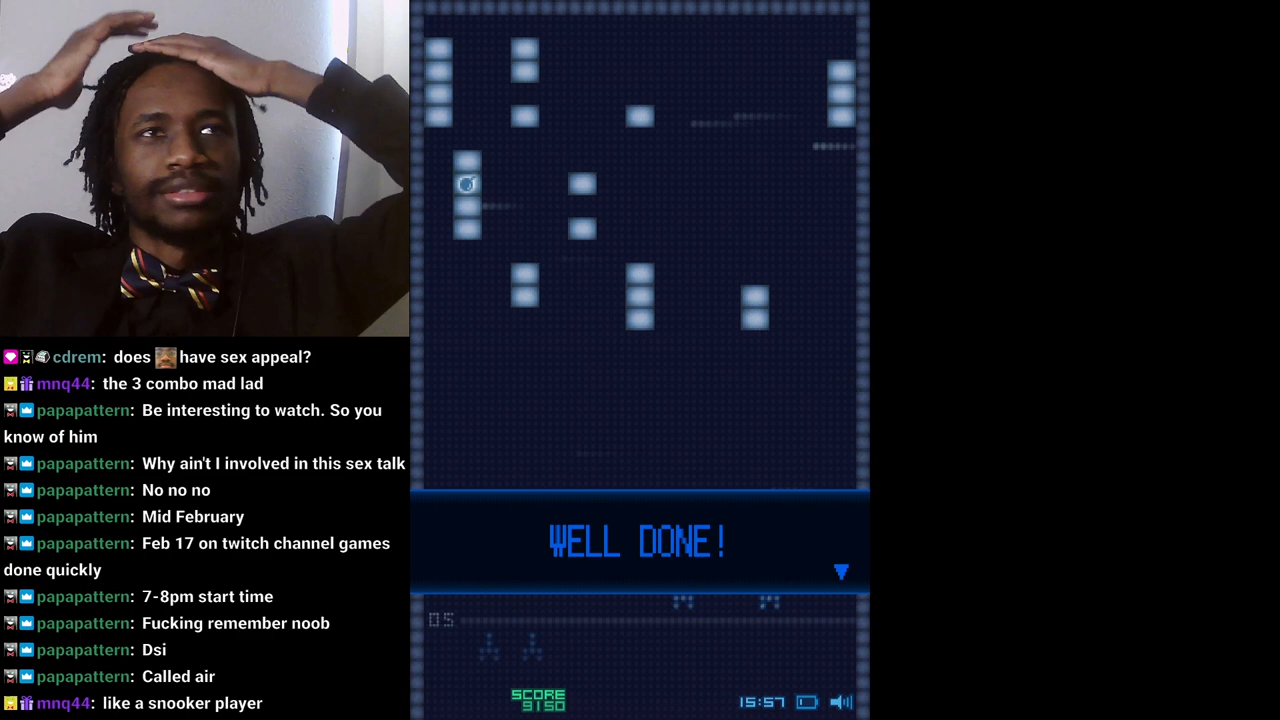 cdrem: does have sex appeal?
mnq44: the 3 combo mad lad
papapattern: Be interesting to watch. So you
know of him
papapattern: Why ain't I involved in this sex talk
papapattern: No no no
papapattern: Mid February
papapattern: Feb 17 on twitch channel games
done quickly
papapattern: 7-8pm start time
papapattern: Fucking remember noob
papapattern: Dsi
papapattern: Called air
mnq44: like a snooker player
WELL DONE!
05
SCORE
9150
15:57